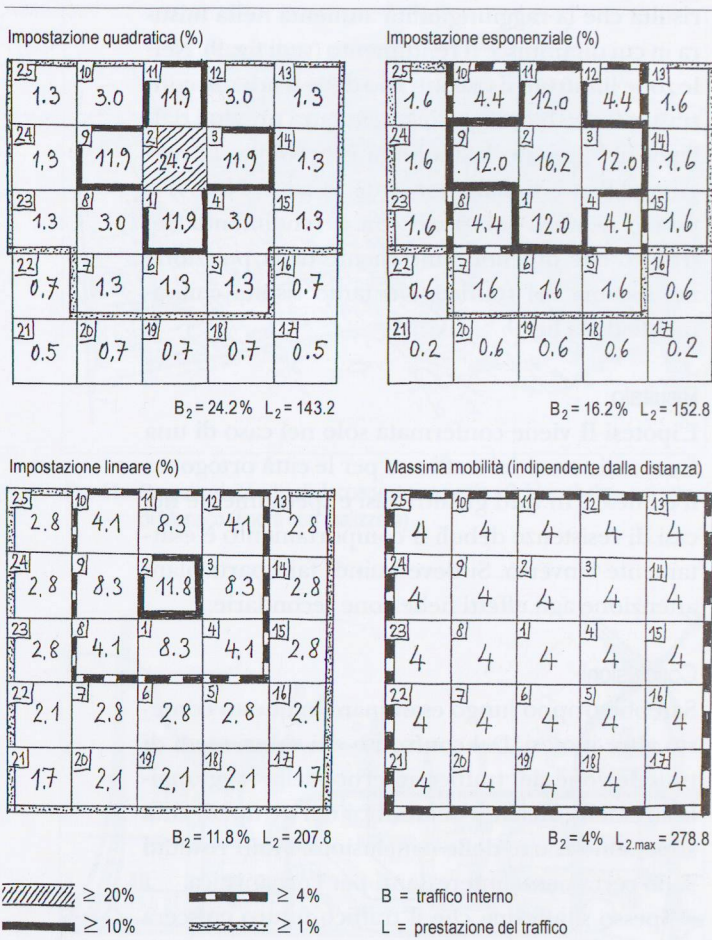 Impostazione quadratica (%)
25 10 11 12 13
1.3 3.0 11.9 3.0 1.3
24 9 2 3 14
1.3 11.9 24.2 11.9 1.3
23 8 1 4 15
1.3 3.0 11.9 3.0 1.3
22 7 6 5 16
0.7 1.3 1.3 1.3 0.7
21 20 19 18 17
0.5 0.7 0.7 0.7 0.5
B2 = 24.2% L2 = 143.2
Impostazione esponenziale (%)
25 10 11 12 13
1.6 4.4 12.0 4.4 1.6
24 9 2 3 14
1.6 12.0 16.2 12.0 1.6
23 8 1 4 15
1.6 4.4 12.0 4.4 1.6
22 7 6 5 16
0.6 1.6 1.6 1.6 0.6
21 20 19 18 17
0.2 0.6 0.6 0.6 0.2
B2 = 16.2% L2 = 152.8
Impostazione lineare (%)
25 10 11 12 13
2.8 4.1 8.3 4.1 2.8
24 9 2 3 14
2.8 8.3 11.8 8.3 2.8
23 8 1 4 15
2.8 4.1 8.3 4.1 2.8
22 7 6 5 16
2.1 2.8 2.8 2.8 2.1
21 20 19 18 17
1.7 2.1 2.1 2.1 1.7
B2 = 11.8% L2 = 207.8
Massima mobilità (indipendente dalla distanza)
25 10 11 12 13
4 4 4 4 4
24 9 2 3 14
4 4 4 4 4
23 8 1 4 15
4 4 4 4 4
22 7 6 5 16
4 4 4 4 4
21 20 19 18 17
4 4 4 4 4
B2 = 4% L2.max = 278.8
≥ 20% ≥ 4% B = traffico interno
≥ 10% ≥ 1% L = prestazione del traffico